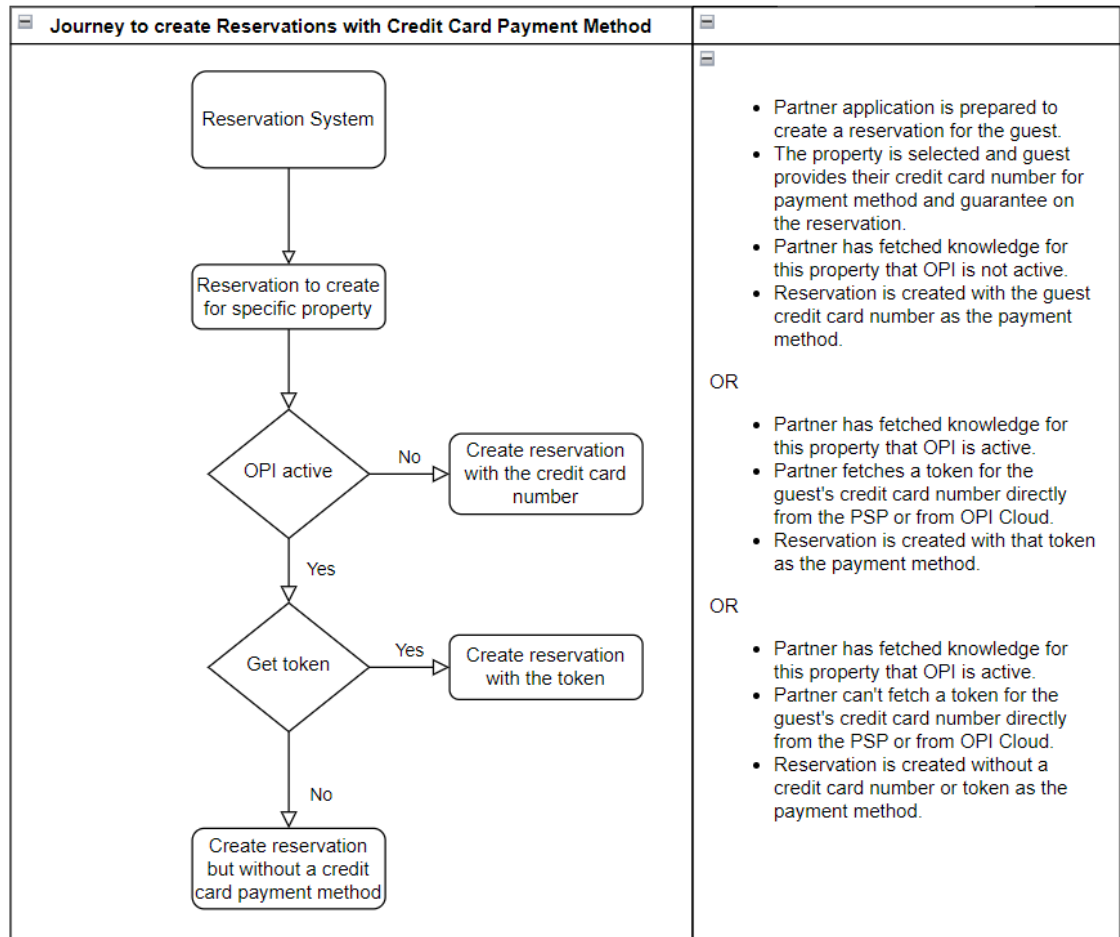 Journey to create Reservations with Credit Card Payment Method
Reservation System
Reservation to create
for specific property
OPI active
No
Create reservation
with the credit card
number
Yes
Get token
Yes
Create reservation
with the token
No
Create reservation
but without a credit
card payment method
• Partner application is prepared to
create a reservation for the guest.
• The property is selected and guest
provides their credit card number for
payment method and guarantee on
the reservation.
• Partner has fetched knowledge for
this property that OPI is not active.
• Reservation is created with the guest
credit card number as the payment
method.
OR
• Partner has fetched knowledge for
this property that OPI is active.
• Partner fetches a token for the
guest's credit card number directly
from the PSP or from OPI Cloud.
• Reservation is created with that token
as the payment method.
OR
• Partner has fetched knowledge for
this property that OPI is active.
• Partner can't fetch a token for the
guest's credit card number directly
from the PSP or from OPI Cloud.
• Reservation is created without a
credit card number or token as the
payment method.